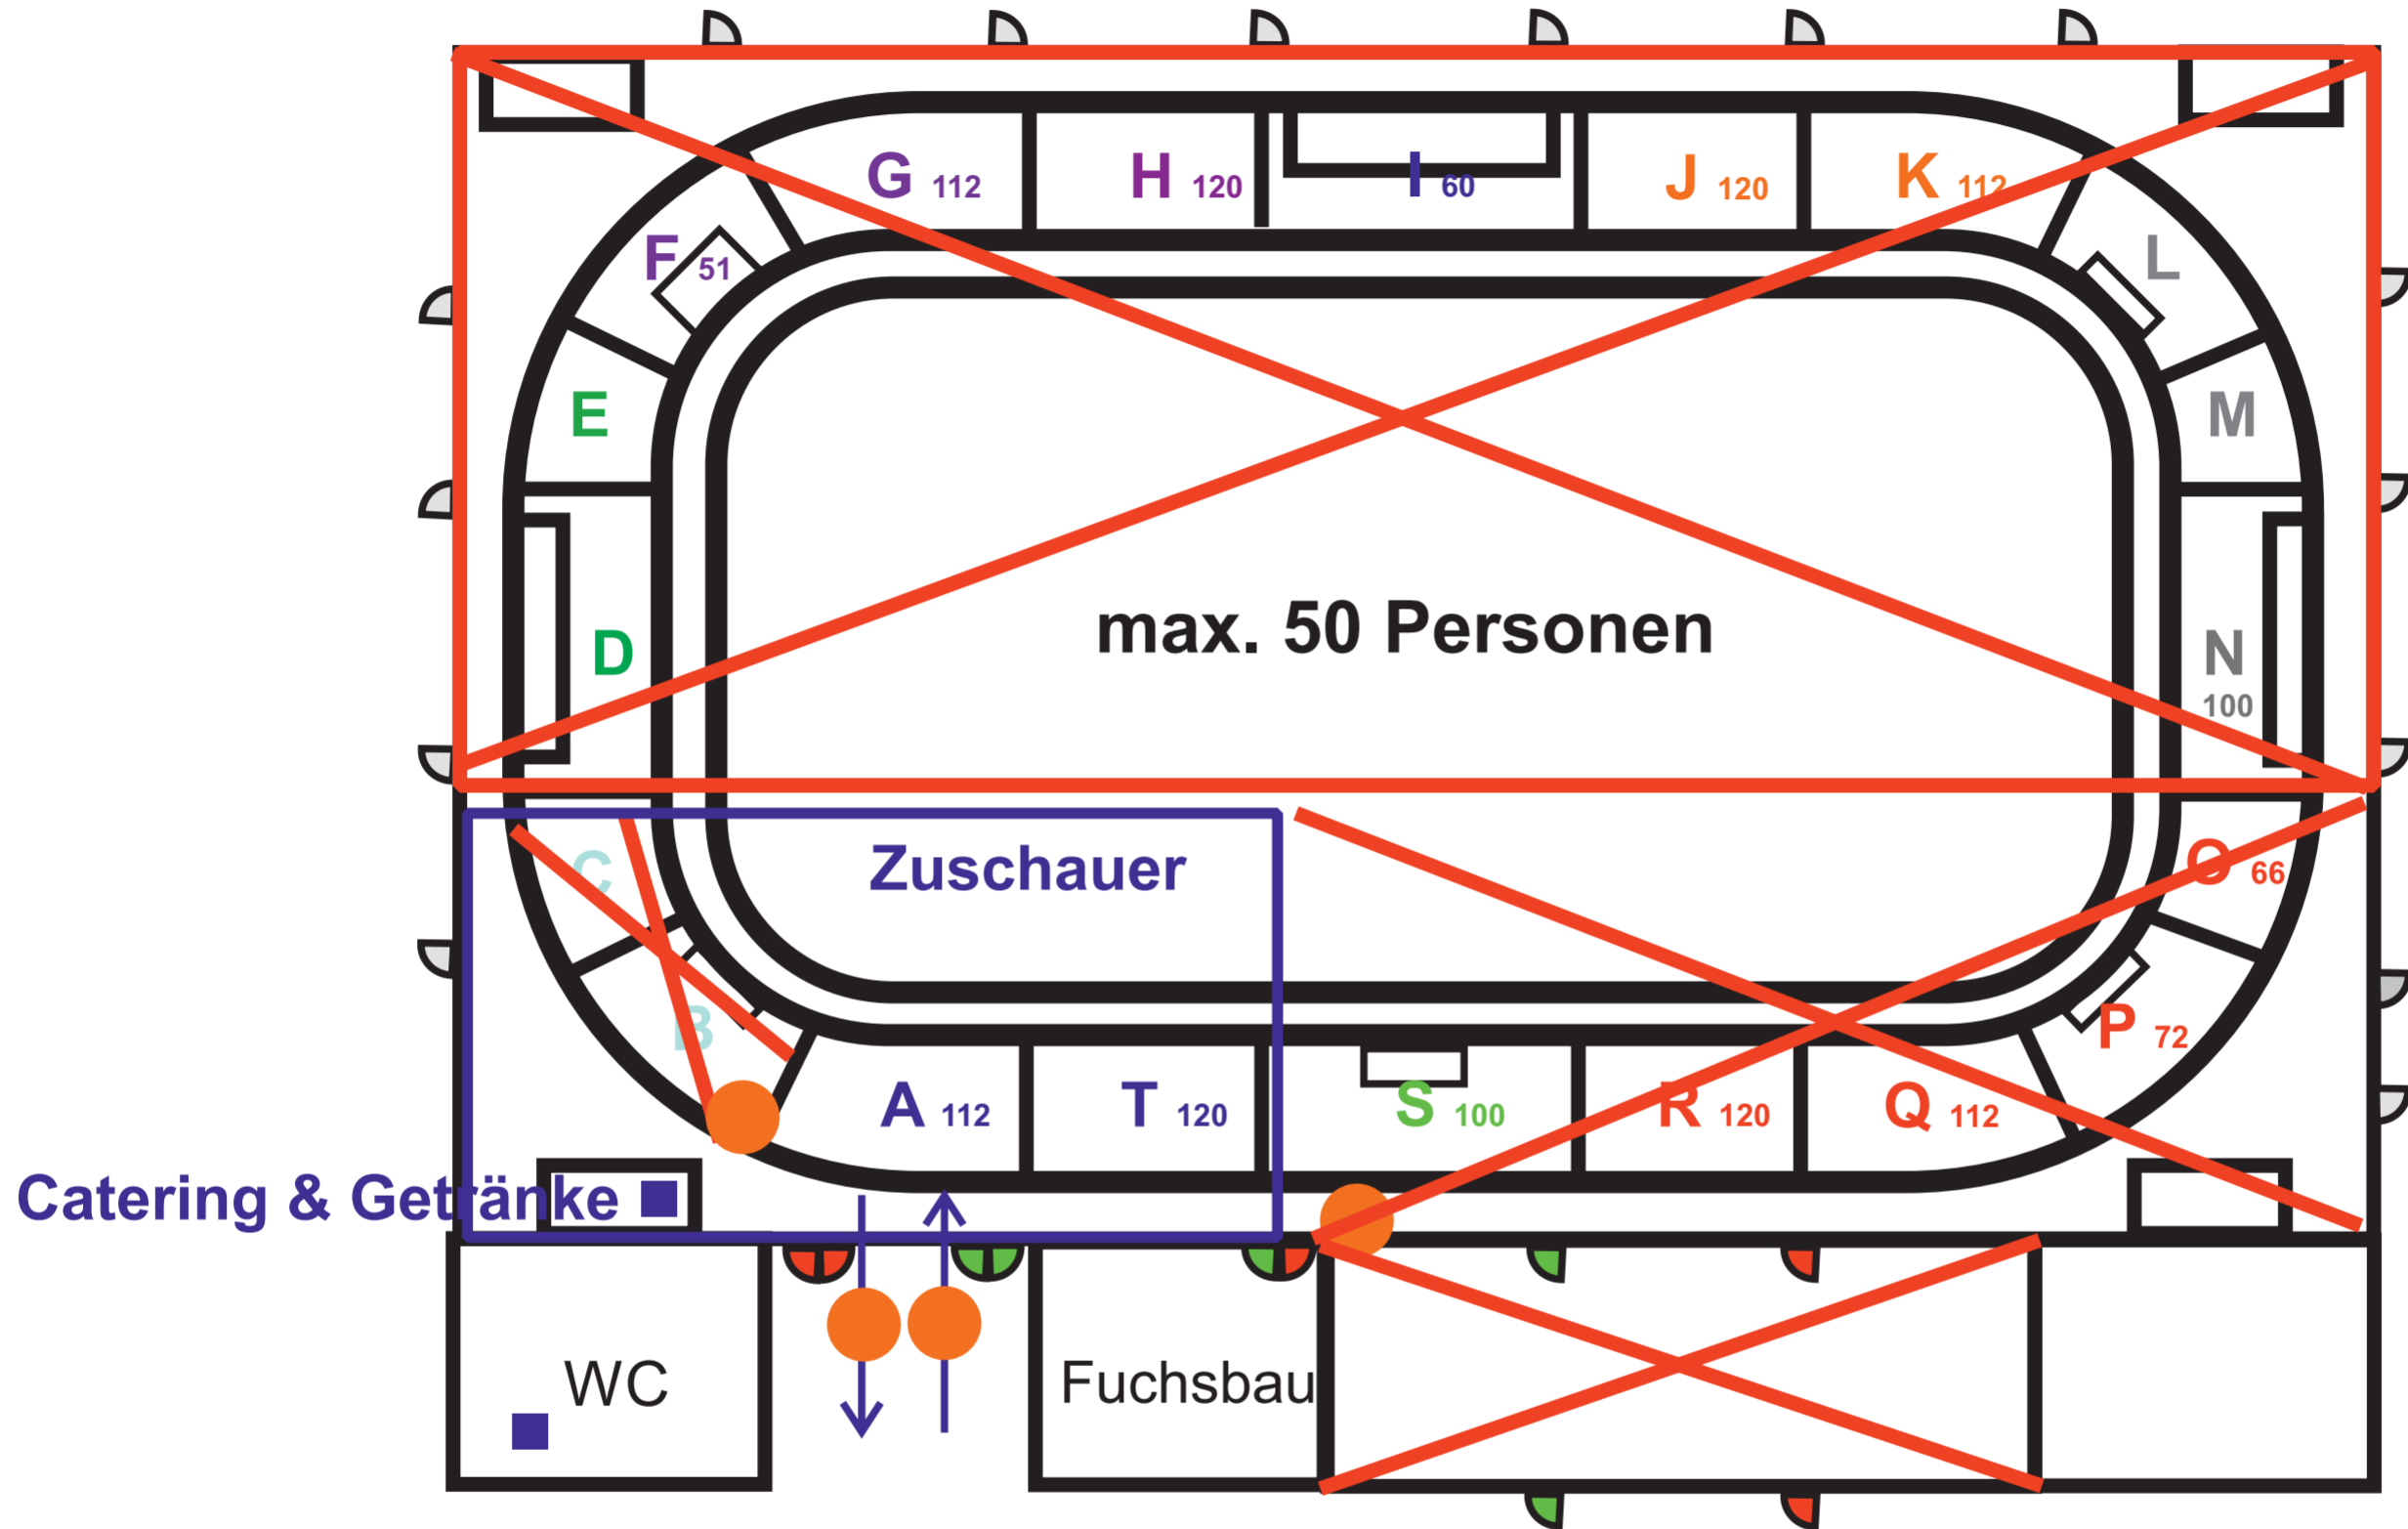 G 112
H 120
I 60
J 120
K 112
F 51
L
E
M
D
max. 50 Personen
N
100
C
Zuschauer
O 66
B
P 72
A 112
T 120
S 100
R 120
Q 112
Catering & Getränke
WC
Fuchsbau